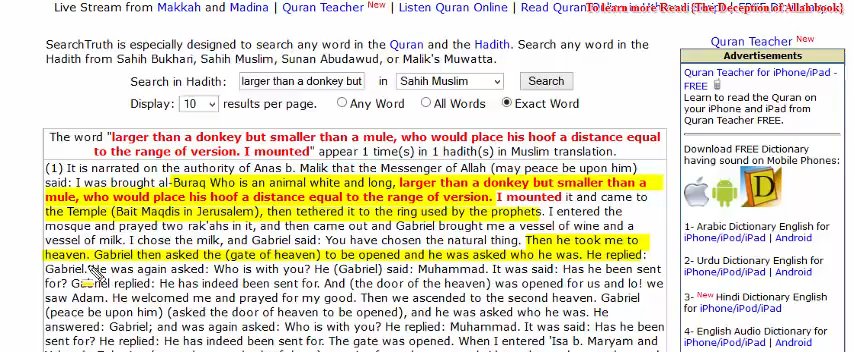 Live Stream from Makkah and Madina | Quran Teacher New | Listen Quran Online | Read Quran
To learn more Read: (The Deception of Allah book)
SearchTruth is especially designed to search any word in the Quran and the Hadith. Search any word in the
Hadith from Sahih Bukhari, Sahih Muslim, Sunan Abudawud, or Malik's Muwatta.
Search in Hadith: larger than a donkey but in Sahih Muslim Search
Display: 10 results per page. Any Word All Words Exact Word
The word "larger than a donkey but smaller than a mule, who would place his hoof a distance equal
to the range of version. I mounted" appear 1 time(s) in 1 hadith(s) in Muslim translation.
(1) It is narrated on the authority of Anas b. Malik that the Messenger of Allah (may peace be upon him)
said: I was brought al-Buraq Who is an animal white and long, larger than a donkey but smaller than a
mule, who would place his hoof a distance equal to the range of version. I mounted it and came to
the Temple (Bait Maqdis in Jerusalem), then tethered it to the ring used by the prophets. I entered the
mosque and prayed two rak'ahs in it, and then came out and Gabriel brought me a vessel of wine and a
vessel of milk. I chose the milk, and Gabriel said: You have chosen the natural thing. Then he took me to
heaven. Gabriel then asked the (gate of heaven) to be opened and he was asked who he was. He replied:
Gabriel. He was again asked: Who is with you? He (Gabriel) said: Muhammad. It was said: Has he been sent
for? Gabriel replied: He has indeed been sent for. And (the door of the heaven) was opened for us and lo! we
saw Adam. He welcomed me and prayed for my good. Then we ascended to the second heaven. Gabriel
(peace be upon him) (asked the door of heaven to be opened), and he was asked who he was. He
answered: Gabriel; and was again asked: Who is with you? He replied: Muhammad. It was said: Has he been
sent for? He replied: He has indeed been sent for. The gate was opened. When I entered 'Isa b. Maryam and
Quran Teacher New
Advertisements
Quran Teacher for iPhone/iPad -
FREE
Learn to read the Quran on
your iPhone and iPad from
Quran Teacher FREE.
Download FREE Dictionary
having sound on Mobile Phones:
D
1- Arabic Dictionary English for
iPhone/iPod/iPad | Android
2- Urdu Dictionary English for
iPhone/iPod/iPad | Android
3- New Hindi Dictionary English
for iPhone/iPod/iPad
4- English Audio Dictionary for
iPhone/iPod/iPad | Android